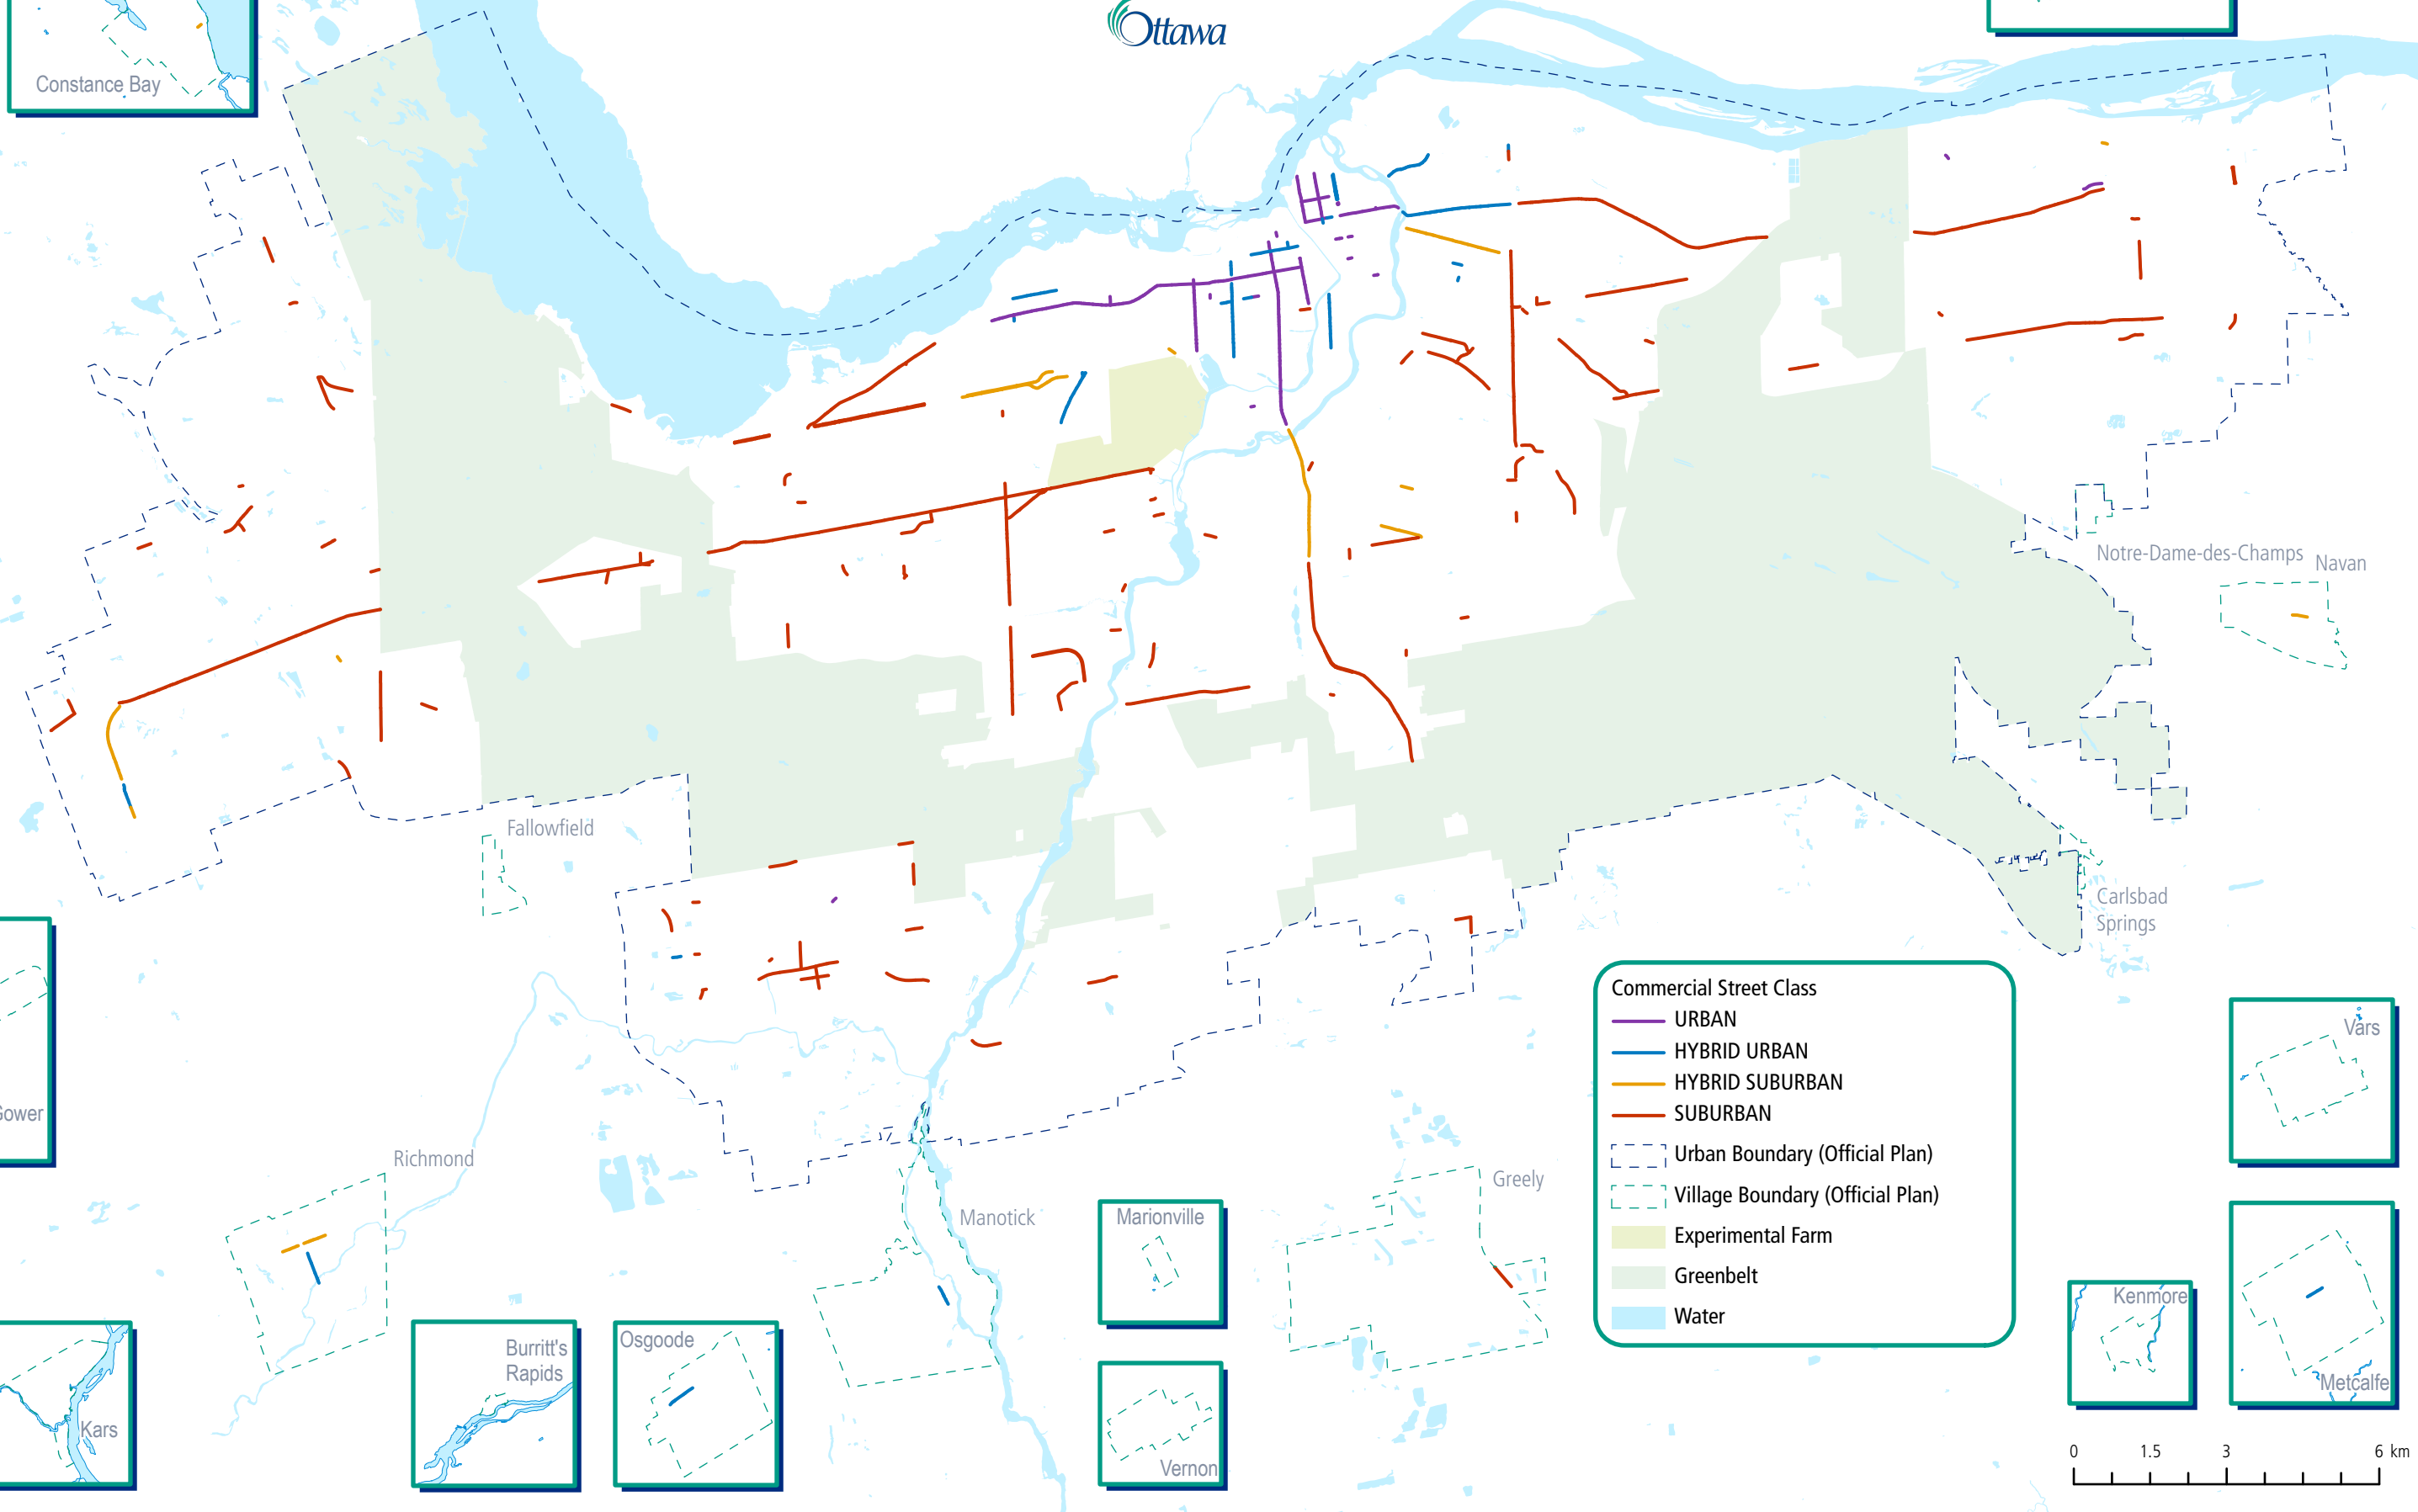 Ottawa
Constance Bay
Notre-Dame-des-Champs
Navan
Fallowfield
Carlsbad
Springs
Commercial Street Class
URBAN
HYBRID URBAN
HYBRID SUBURBAN
SUBURBAN
Urban Boundary (Official Plan)
Village Boundary (Official Plan)
Experimental Farm
Greenbelt
Water
Vars
Gower
Richmond
Greely
Manotick
Marionville
Kenmore
Osgoode
Burritt's
Rapids
Metcalfe
Kars
Vernon
0 1.5 3 6 km